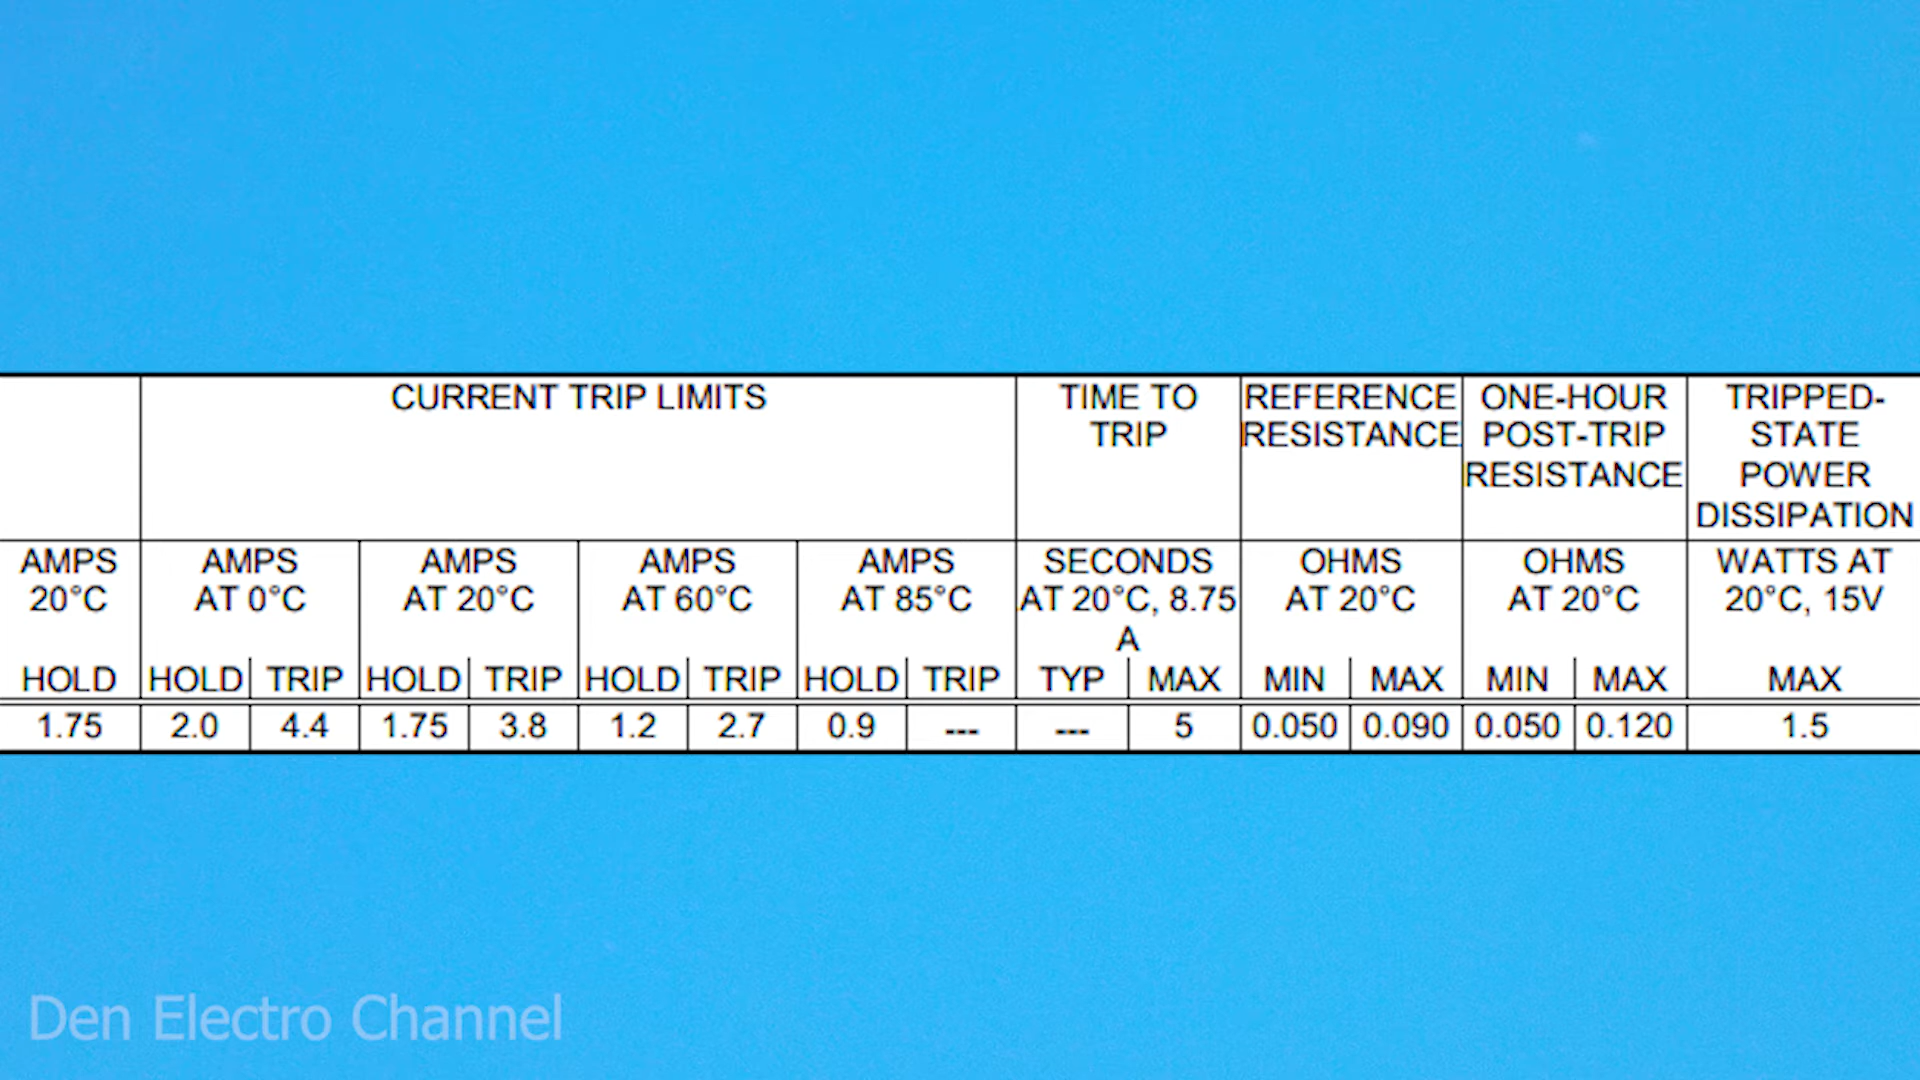 CURRENT TRIP LIMITS TIME TO REFERENCE ONE-HOUR TRIPPED-
TRIP RESISTANCE POST-TRIP STATE
RESISTANCE POWER
DISSIPATION
AMPS AMPS AMPS AMPS AMPS SECONDS OHMS OHMS WATTS AT
20°C AT 0°C AT 20°C AT 60°C AT 85°C AT 20°C, 8.75 AT 20°C AT 20°C 20°C, 15V
A
HOLD HOLD TRIP HOLD TRIP HOLD TRIP HOLD TRIP TYP MAX MIN MAX MIN MAX MAX
1.75 2.0 4.4 1.75 3.8 1.2 2.7 0.9 --- --- 5 0.050 0.090 0.050 0.120 1.5
Den Electro Channel